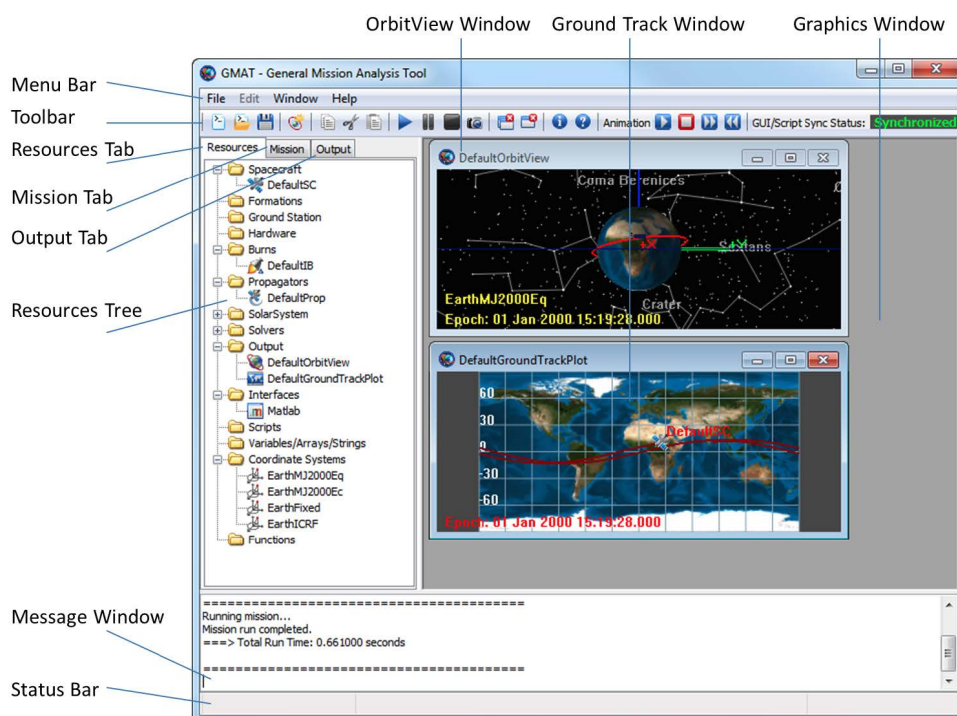 OrbitView Window Ground Track Window Graphics Window
Menu Bar
Toolbar
Resources Tab
Mission Tab
Output Tab
Resources Tree
Message Window
Status Bar
GMAT - General Mission Analysis Tool
File Edit Window Help
Animation GUI/Script Sync Status: Synchronized
Resources Mission Output
Spacecraft
DefaultSC
Formations
Ground Station
Hardware
Burns
DefaultIB
Propagators
DefaultProp
SolarSystem
Solvers
Output
DefaultOrbitView
DefaultGroundTrackPlot
Interfaces
Matlab
Scripts
Variables/Arrays/Strings
Coordinate Systems
EarthMJ2000Eq
EarthMJ2000Ec
EarthFixed
EarthICRF
Functions
DefaultOrbitView
Coma Berenices
+X
+Y
Sextans
Crater
EarthMJ2000Eq
Epoch: 01 Jan 2000 15:19:28.000
DefaultGroundTrackPlot
60
30
DefaultSC
0
-30
-60
Epoch: 01 Jan 2000 15:19:28.000
========================================
Running mission...
Mission run completed.
===> Total Run Time: 0.661000 seconds
========================================